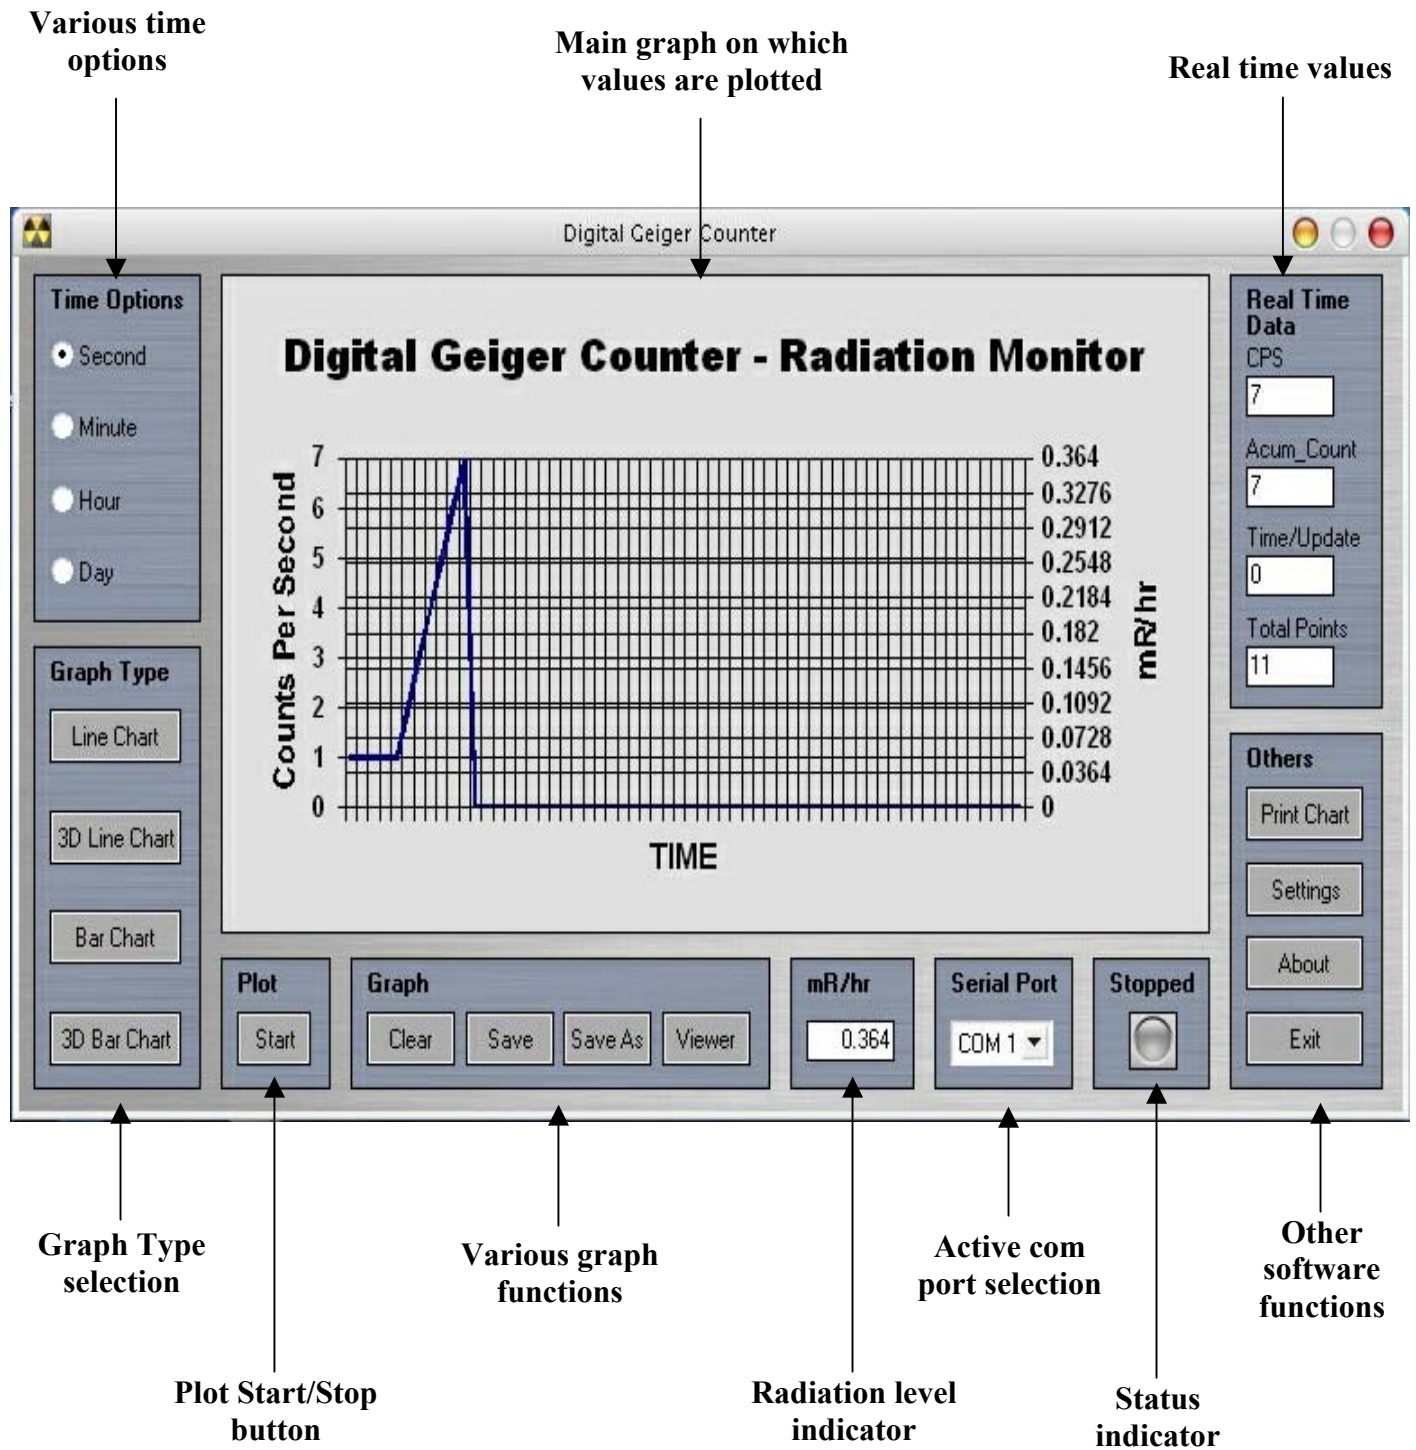 Various time
options
Main graph on which
values are plotted
Real time values
Digital Geiger Counter
Time Options
Second
Minute
Hour
Day
Graph Type
Line Chart
3D Line Chart
Bar Chart
3D Bar Chart
Digital Geiger Counter - Radiation Monitor
Counts Per Second
7
6
5
4
3
2
1
0
0.364
0.3276
0.2912
0.2548
0.2184
0.182
0.1456
0.1092
0.0728
0.0364
0
mR/hr
TIME
Real Time
Data
CPS
7
Acum_Count
7
Time/Update
0
Total Points
11
Others
Print Chart
Settings
About
Exit
Plot
Start
Graph
Clear Save Save As Viewer
mR/hr
0.364
Serial Port
COM 1
Stopped
Graph Type
selection
Various graph
functions
Active com
port selection
Other
software
functions
Plot Start/Stop
button
Radiation level
indicator
Status
indicator